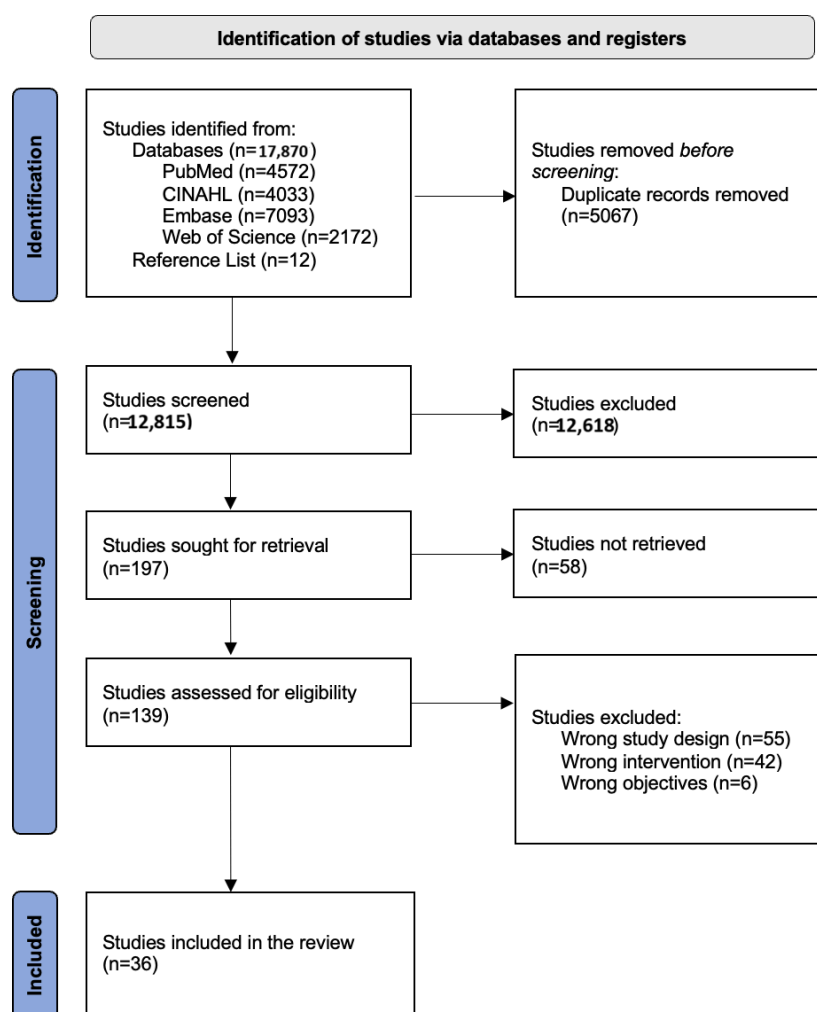 Identification of studies via databases and registers
Identification
Studies identified from:
Databases (n=17,870)
PubMed (n=4572)
CINAHL (n=4033)
Embase (n=7093)
Web of Science (n=2172)
Reference List (n=12)
Studies removed before
screening:
Duplicate records removed
(n=5067)
Screening
Studies screened
(n=12,815)
Studies excluded
(n=12,618)
Studies sought for retrieval
(n=197)
Studies not retrieved
(n=58)
Studies assessed for eligibility
(n=139)
Studies excluded:
Wrong study design (n=55)
Wrong intervention (n=42)
Wrong objectives (n=6)
Included
Studies included in the review
(n=36)